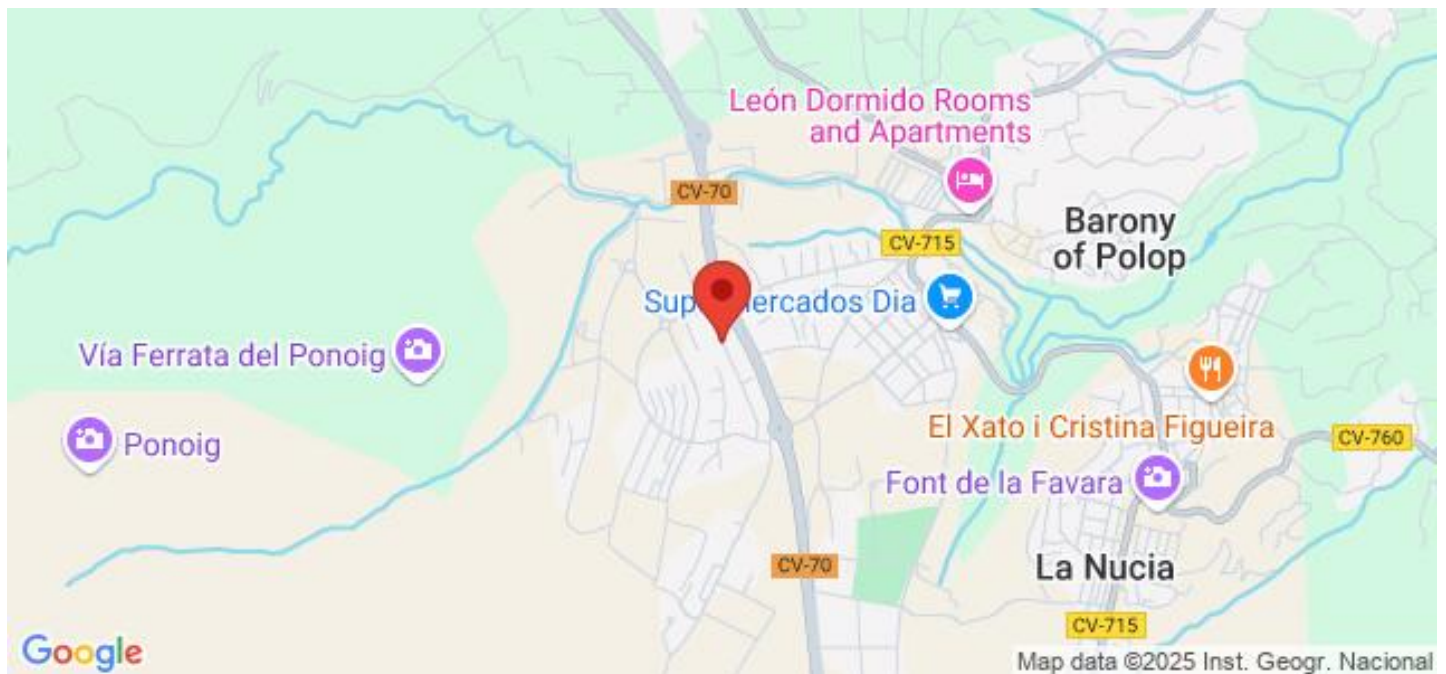 León Dormido Rooms
and Apartments
CV-70
CV-715
Barony
of Polop
Supermercados Dia
Vía Ferrata del Ponoig
Ponoig
El Xato i Cristina Figueira
CV-760
Font de la Favara
CV-70
La Nucia
CV-715
Google
Map data ©2025 Inst. Geogr. Nacional